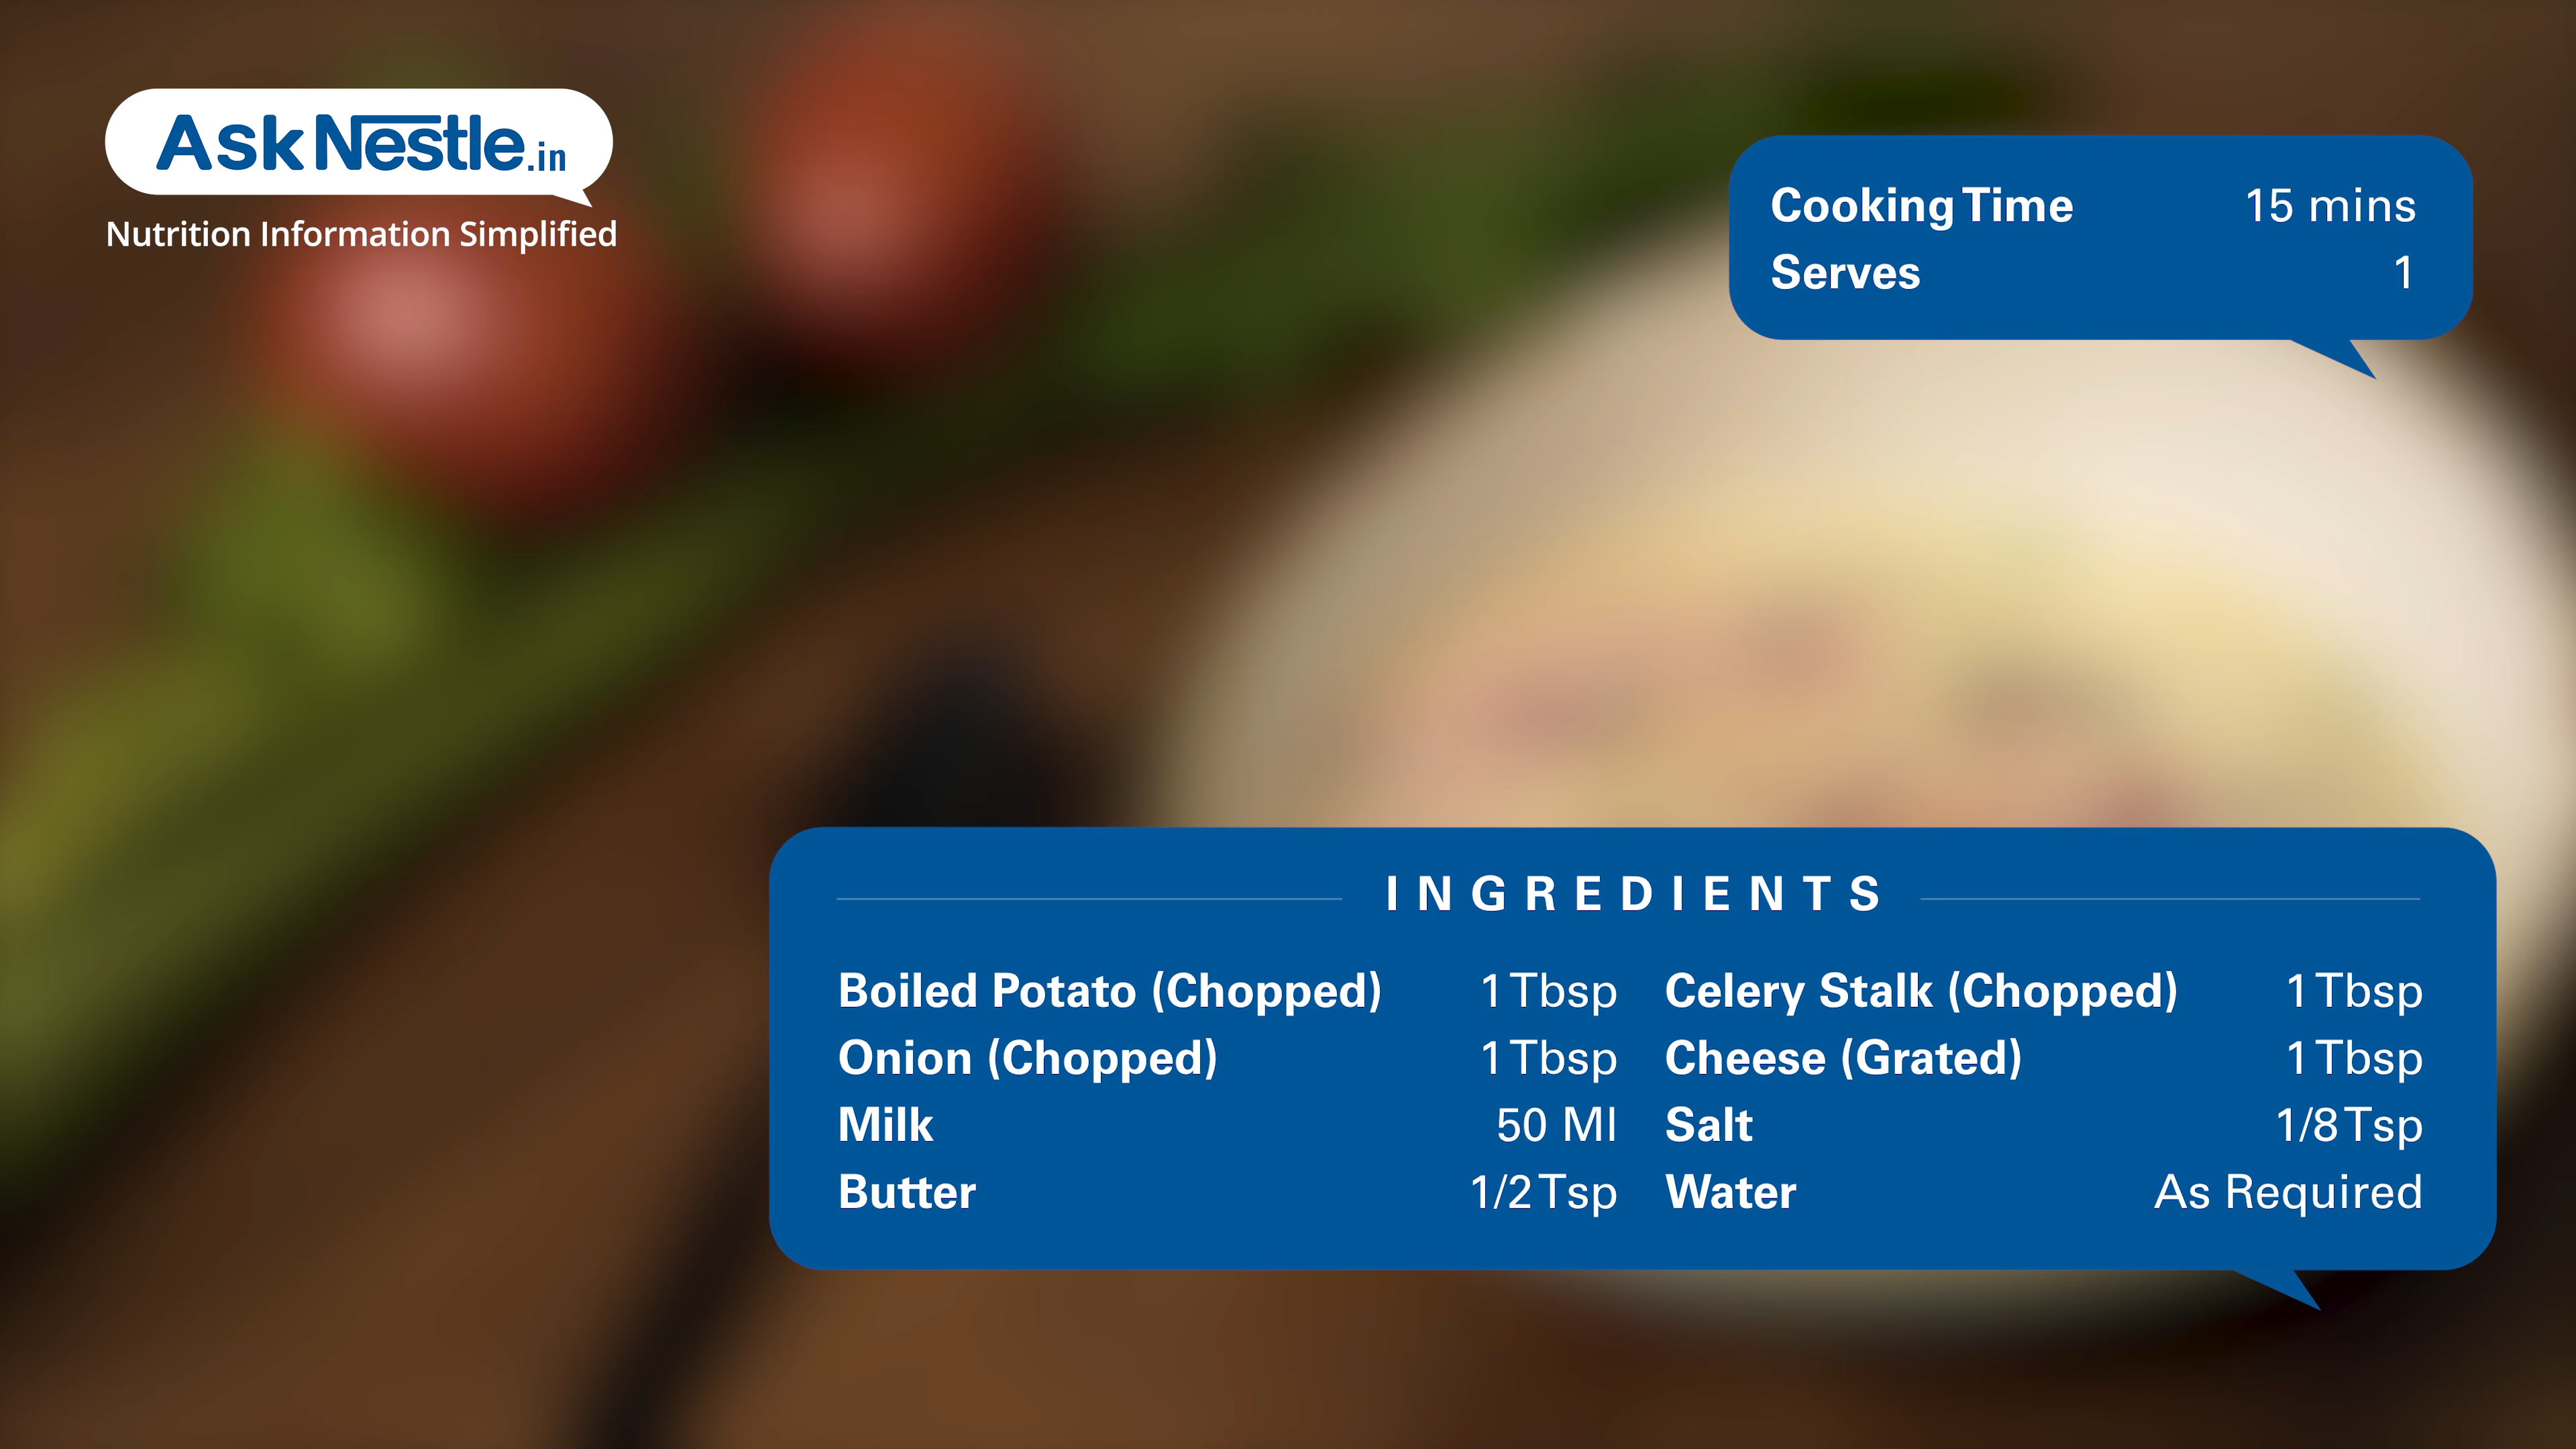 AskNestle.in
Nutrition Information Simplified
Cooking Time 15 mins
Serves 1
INGREDIENTS
Boiled Potato (Chopped) 1 Tbsp
Onion (Chopped) 1 Tbsp
Milk 50 Ml
Butter 1/2 Tsp
Celery Stalk (Chopped) 1 Tbsp
Cheese (Grated) 1 Tbsp
Salt 1/8 Tsp
Water As Required